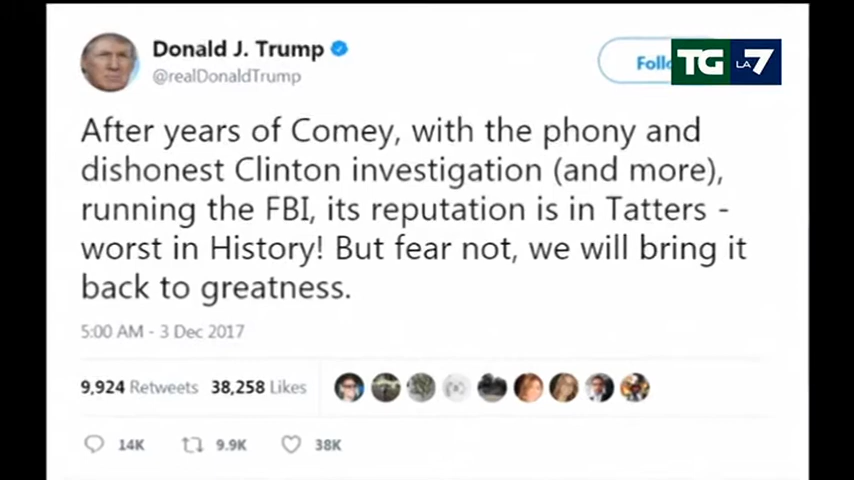 Donald J. Trump
@realDonaldTrump
TG LA 7
After years of Comey, with the phony and
dishonest Clinton investigation (and more),
running the FBI, its reputation is in Tatters -
worst in History! But fear not, we will bring it
back to greatness.
5:00 AM - 3 Dec 2017
9,924 Retweets 38,258 Likes
14K 9.9K 38K